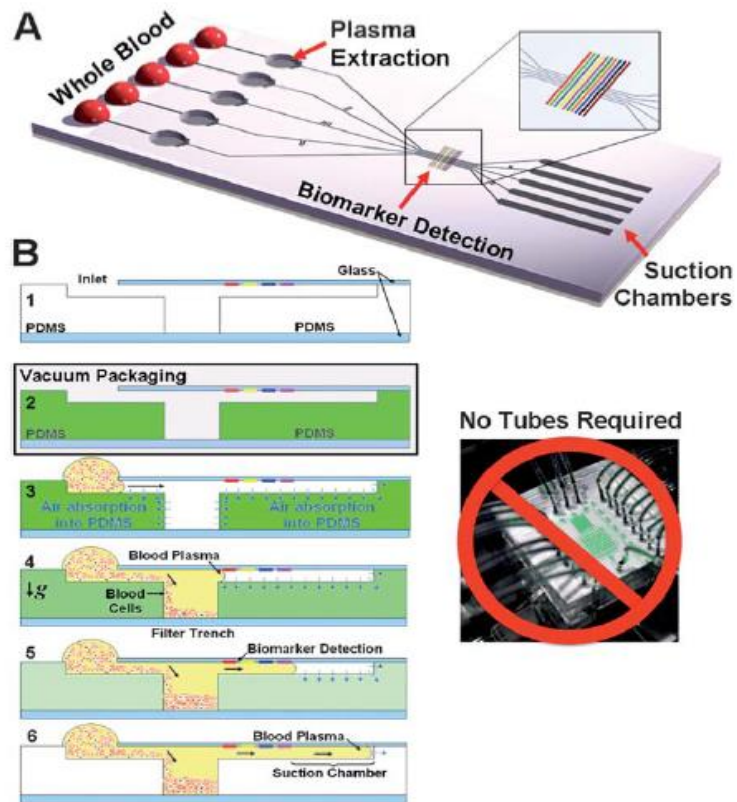 A
Whole Blood
Plasma
Extraction
Biomarker Detection
Suction
Chambers
B
Glass
Inlet
1
PDMS
PDMS
Vacuum Packaging
2
PDMS
PDMS
No Tubes Required
3
Air absorption
into PDMS
Air absorption
into PDMS
4
Blood Plasma
g
Blood
Cells
Filter Trench
5
Biomarker Detection
6
Blood Plasma
Suction Chamber